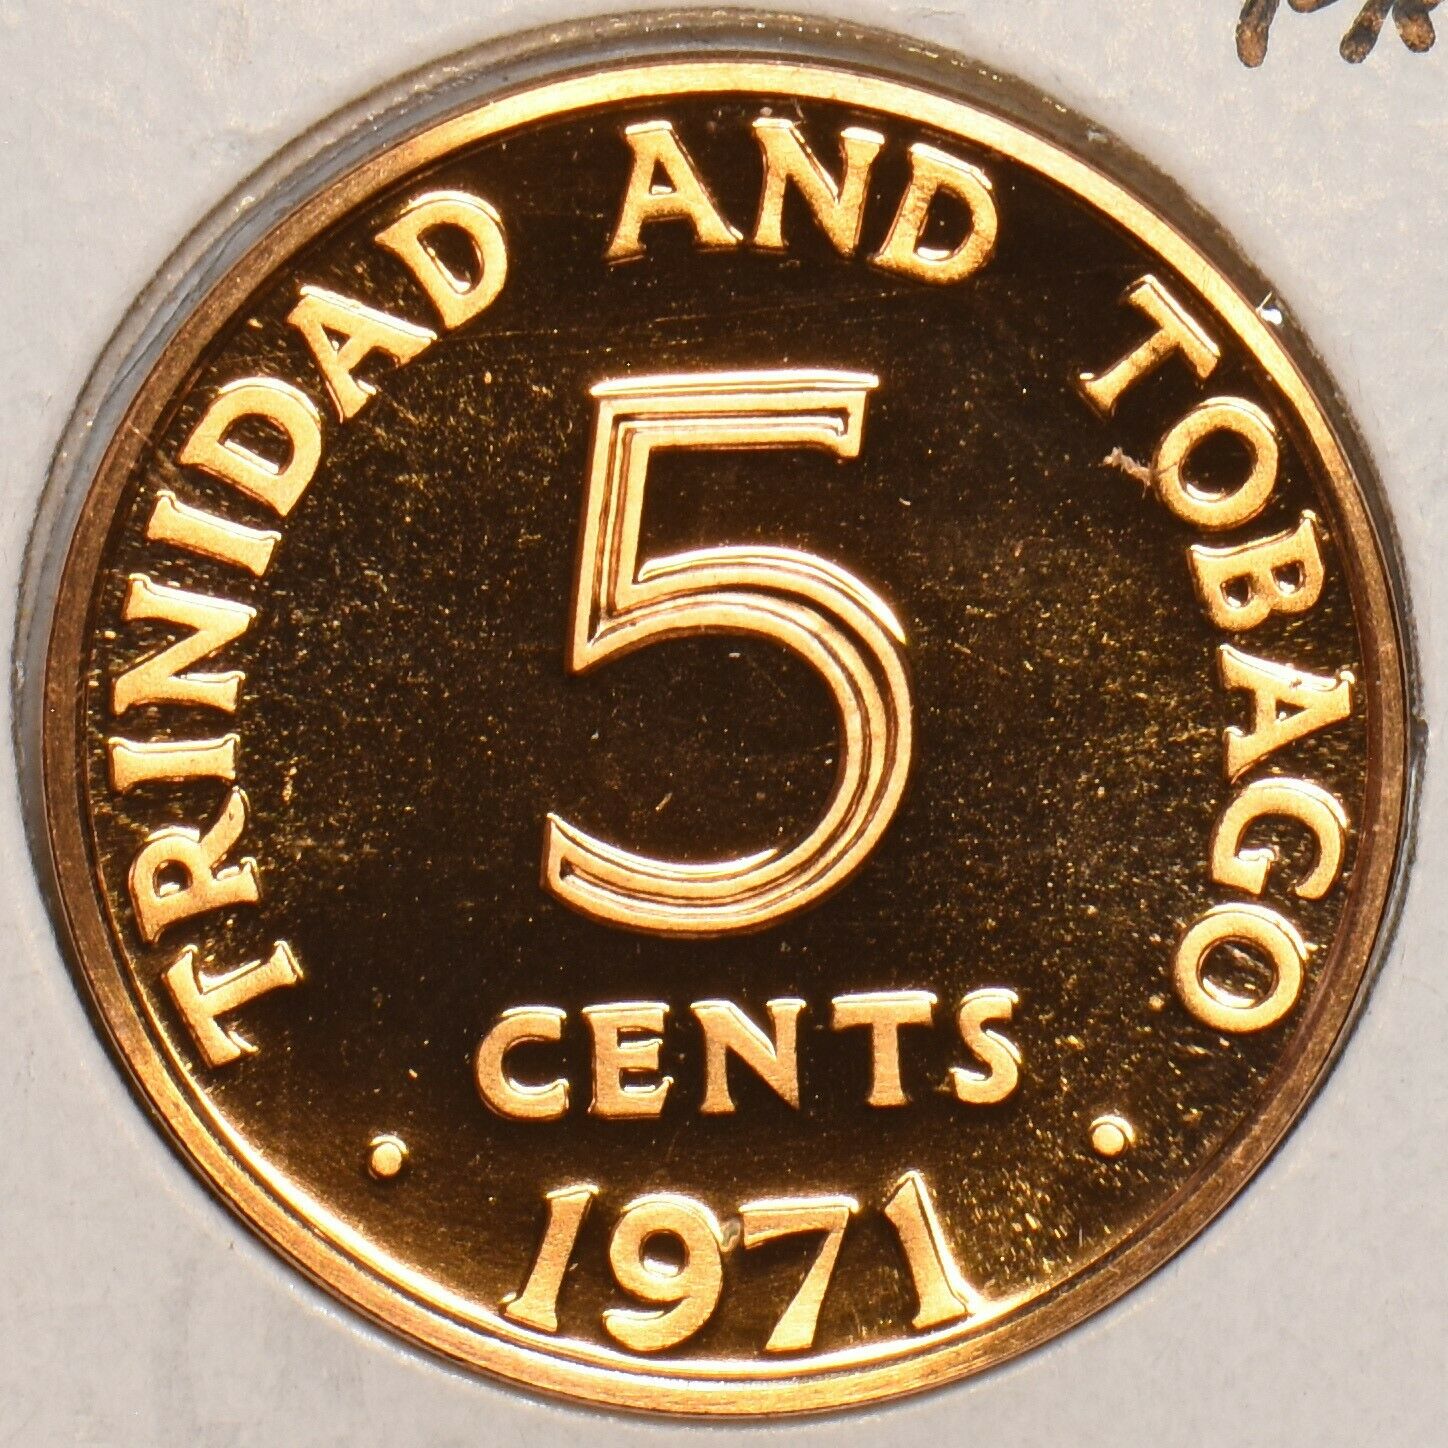 TRINIDAD AND TOBAGO
5
CENTS
· 1971 ·